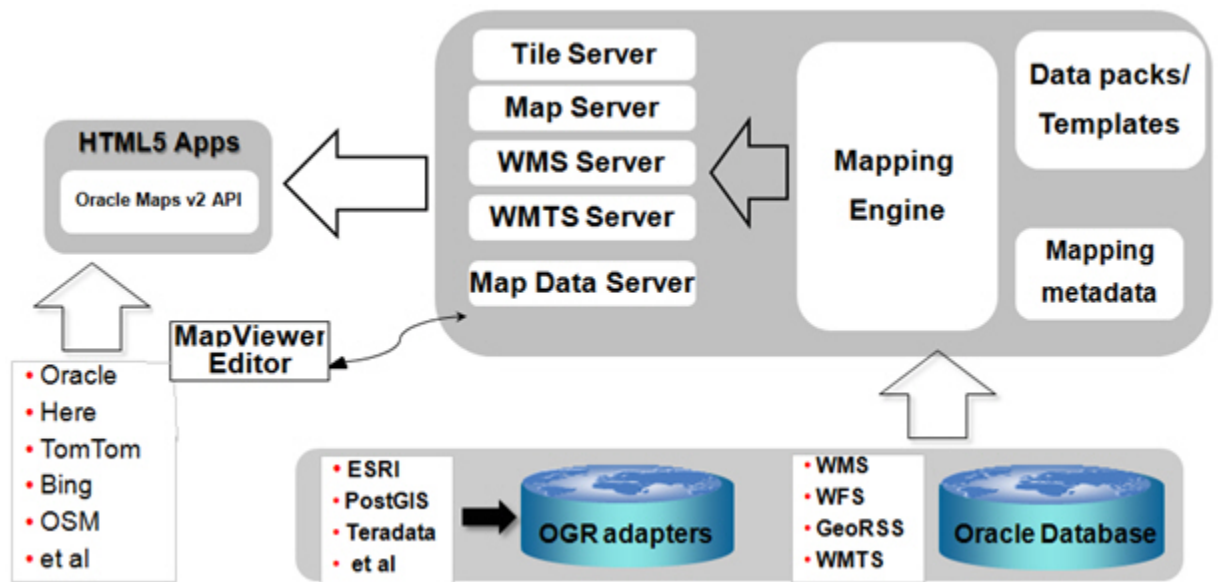 Tile Server
Map Server
WMS Server
WMTS Server
Map Data Server
Mapping
Engine
Data packs/
Templates
Mapping
metadata
HTML5 Apps
Oracle Maps v2 API
MapViewer
Editor
• Oracle
• Here
• TomTom
• Bing
• OSM
• et al
• ESRI
• PostGIS
• Teradata
• et al
OGR adapters
• WMS
• WFS
• GeoRSS
• WMTS
Oracle Database